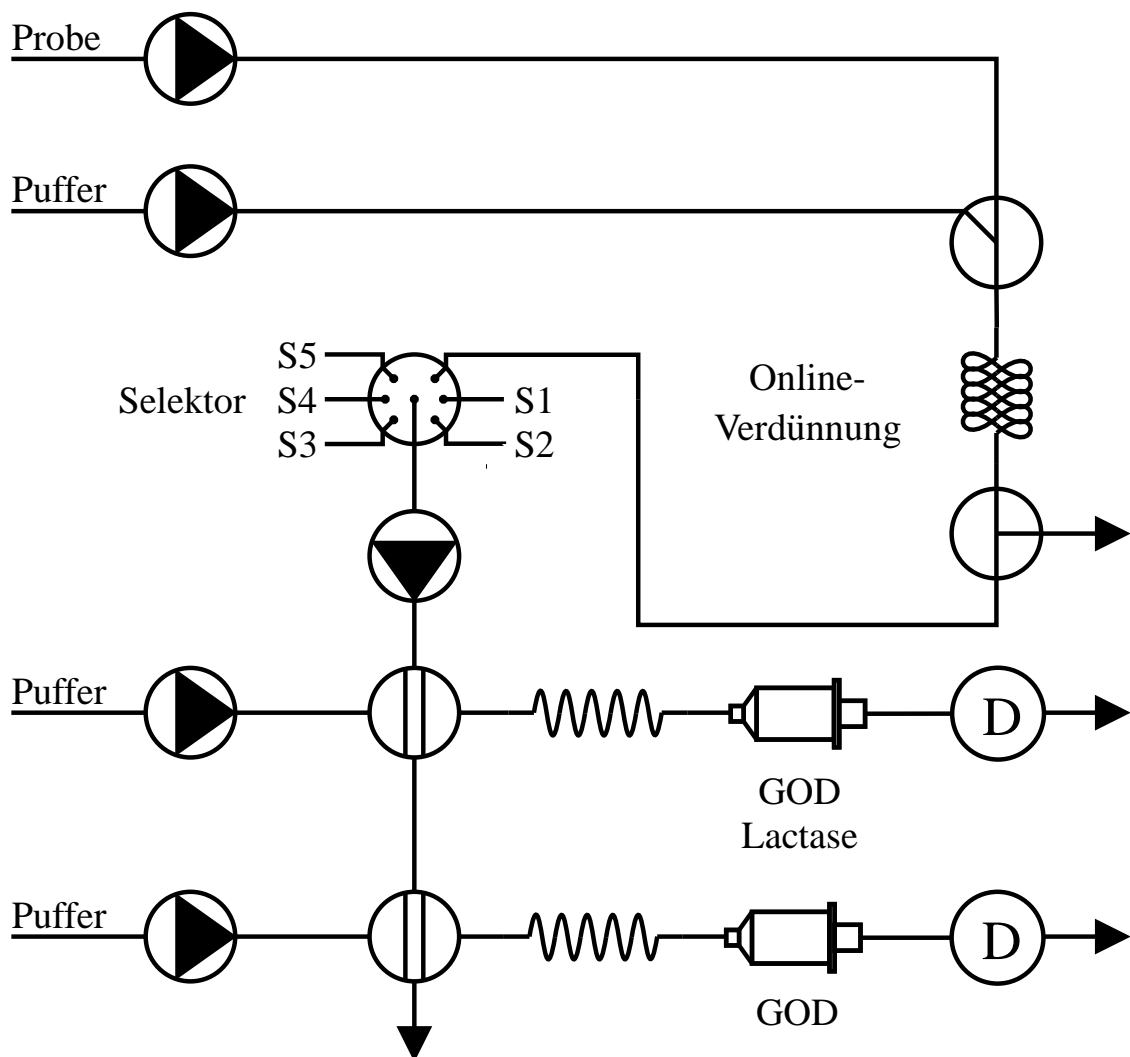 Probe
Puffer
S5
Selektor
S4
S3
S1
S2
Online-
Verdünnung
Puffer
D
GOD
Lactase
Puffer
D
GOD